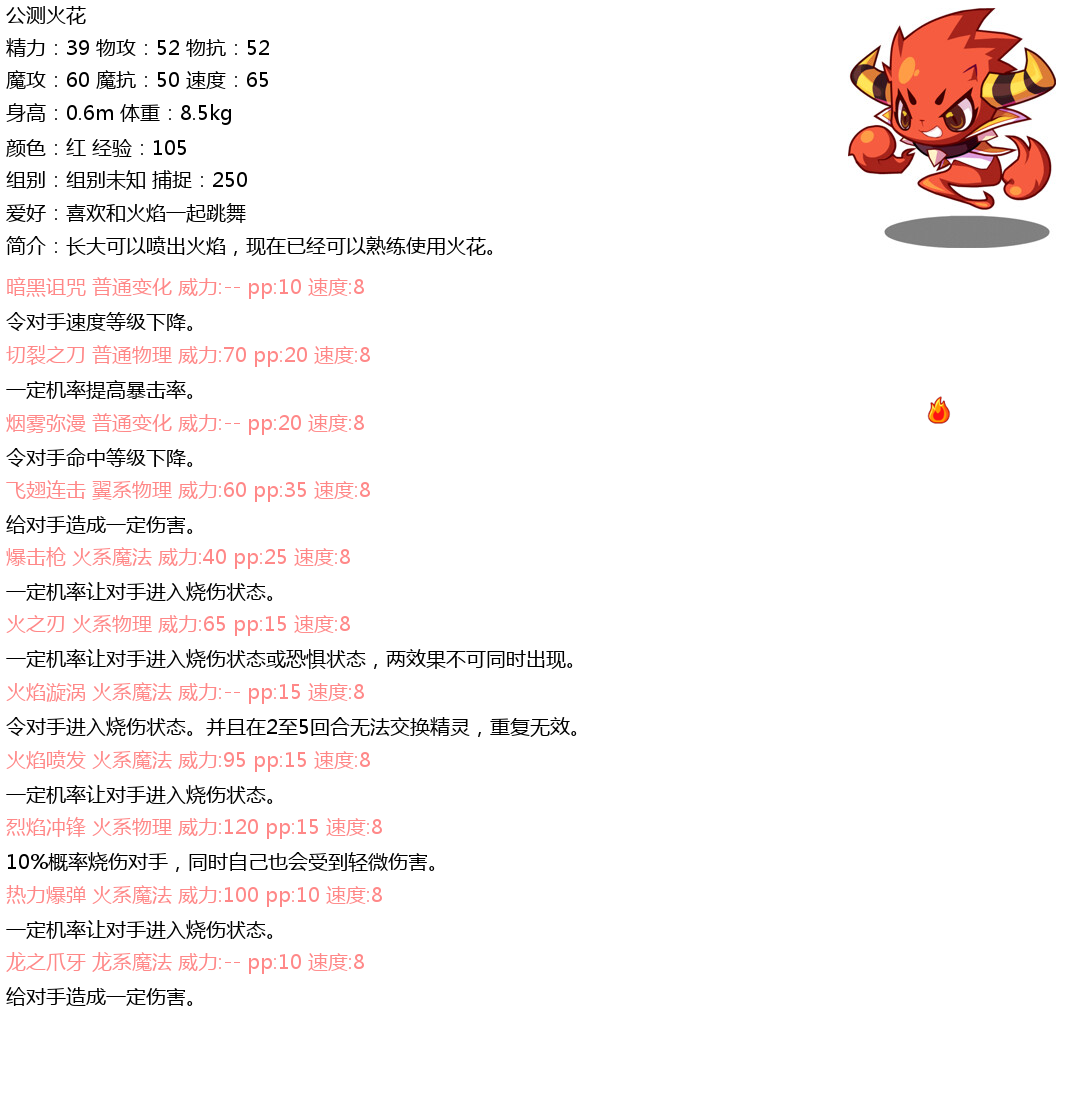 公测火花
精力：39 物攻：52 物抗：52
魔攻：60 魔抗：50 速度：65
身高：0.6m 体重：8.5kg
颜色：红 经验：105
组别：组别未知 捕捉：250
爱好：喜欢和火焰一起跳舞
简介：长大可以喷出火焰，现在已经可以熟练使用火花。
暗黑诅咒 普通变化 威力:-- pp:10 速度:8
令对手速度等级下降。
切裂之刀 普通物理 威力:70 pp:20 速度:8
一定机率提高暴击率。
烟雾弥漫 普通变化 威力:-- pp:20 速度:8
令对手命中等级下降。
飞翅连击 翼系物理 威力:60 pp:35 速度:8
给对手造成一定伤害。
爆击枪 火系魔法 威力:40 pp:25 速度:8
一定机率让对手进入烧伤状态。
火之刃 火系物理 威力:65 pp:15 速度:8
一定机率让对手进入烧伤状态或恐惧状态，两效果不可同时出现。
火焰漩涡 火系魔法 威力:-- pp:15 速度:8
令对手进入烧伤状态。并且在2至5回合无法交换精灵，重复无效。
火焰喷发 火系魔法 威力:95 pp:15 速度:8
一定机率让对手进入烧伤状态。
烈焰冲锋 火系物理 威力:120 pp:15 速度:8
10%概率烧伤对手，同时自己也会受到轻微伤害。
热力爆弹 火系魔法 威力:100 pp:10 速度:8
一定机率让对手进入烧伤状态。
龙之爪牙 龙系魔法 威力:-- pp:10 速度:8
给对手造成一定伤害。